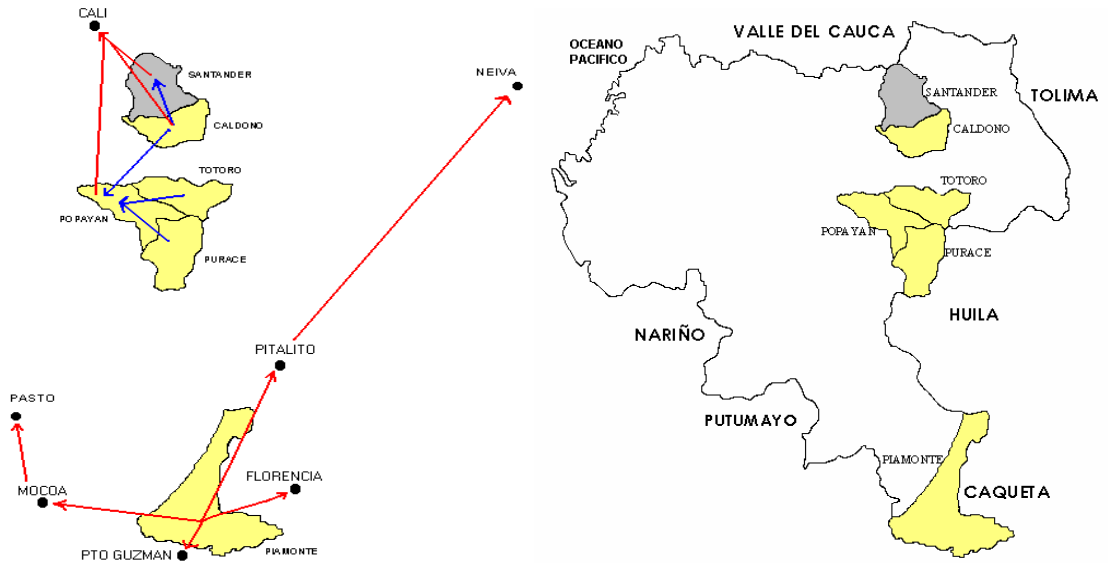 CALI
SANTANDER
NEIVA
CALDONO
TOTORO
POPAYAN
PURACE
PITALITO
PASTO
FLORENCIA
MOCOA
PTO GUZMAN
PIAMONTE
VALLE DEL CAUCA
OCEANO
PACIFICO
SANTANDER
TOLIMA
CALDONO
TOTORO
POPAYAN
PURACE
HUILA
NARIÑO
PUTUMAYO
PIAMONTE
CAQUETA